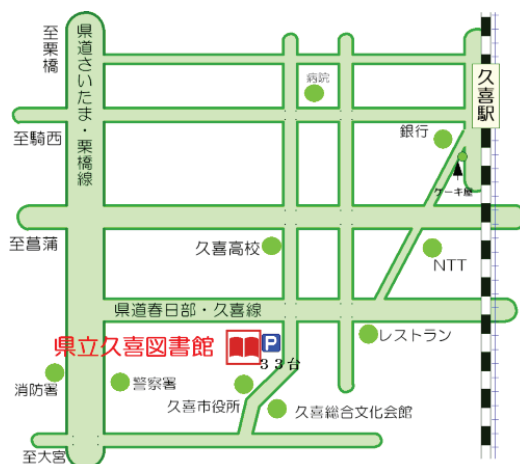 至栗橋
県道さいたま・栗橋線
病院
久喜駅
銀行
至騎西
ケーキ屋
久喜高校
至菖蒲
NTT
県道春日部・久喜線
レストラン
県立久喜図書館
P
33台
消防署
警察署
久喜市役所
久喜総合文化会館
至大宮